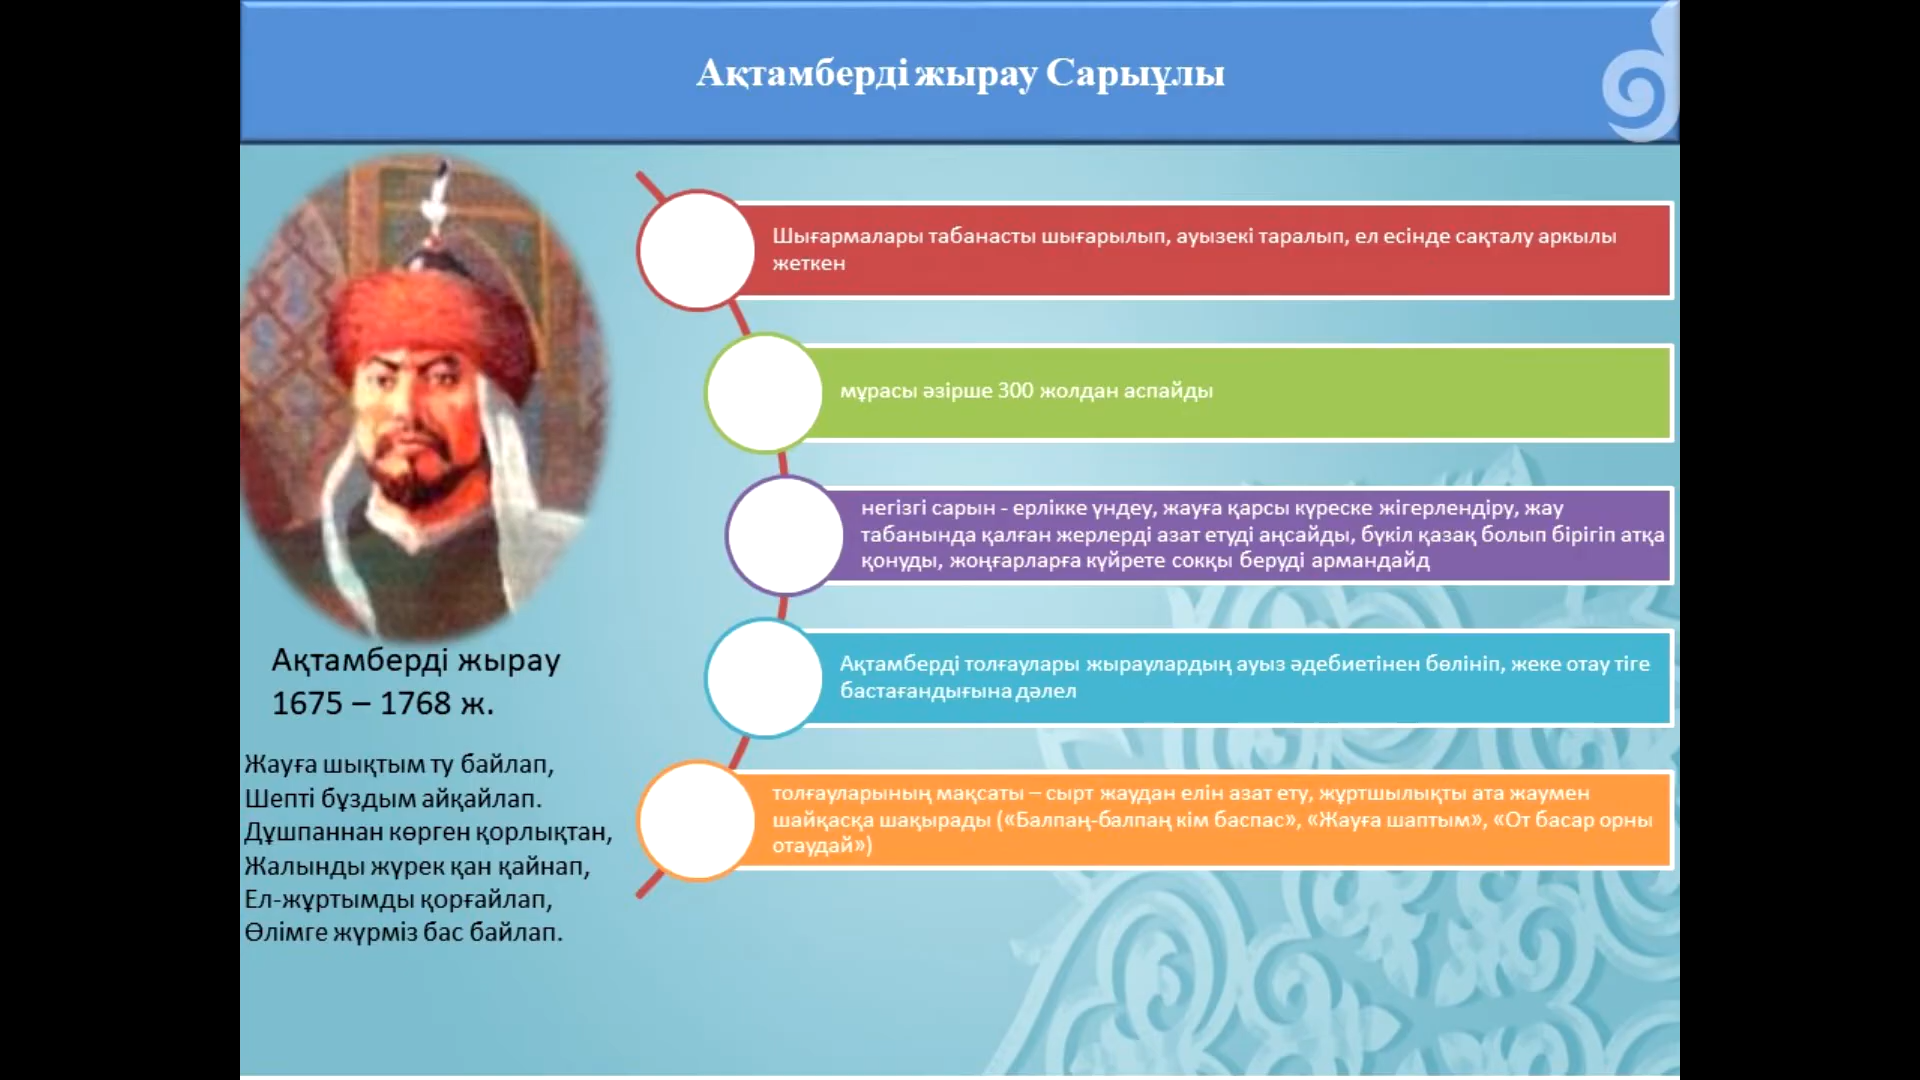 Ақтамберді жырау Сарыұлы
Шығармалары табанасты шығарылып, ауызекі таралып, ел есінде сақталу арқылы
жеткен
мұрасы әзірше 300 жолдан аспайды
негізгі сарын - ерлікке үндеу, жауға қарсы күреске жігерлендіру, жау
табанында қалған жерлерді азат етуді аңсайды, бүкіл қазақ болып бірігіп атқа
қонуды, жоңғарларға күйрете соққы беруді армандайд
Ақтамберді толғаулары жыраулардың ауыз әдебиетінен бөлініп, жеке отау тіге
бастағандығына дәлел
толғауларының мақсаты – сырт жаудан елін азат ету, жұртшылықты ата жаумен
шайқасқа шақырады («Балпаң-балпаң кім баспас», «Жауға шаптым», «От басар орны
отаудай»)
Ақтамберді жырау
1675 – 1768 ж.
Жауға шықтым ту байлап,
Шепті бұздым айқайлап.
Дұшпаннан көрген қорлықтан,
Жалынды жүрек қан қайнап,
Ел-жұртымды қорғайлап,
Өлімге жүрміз бас байлап.